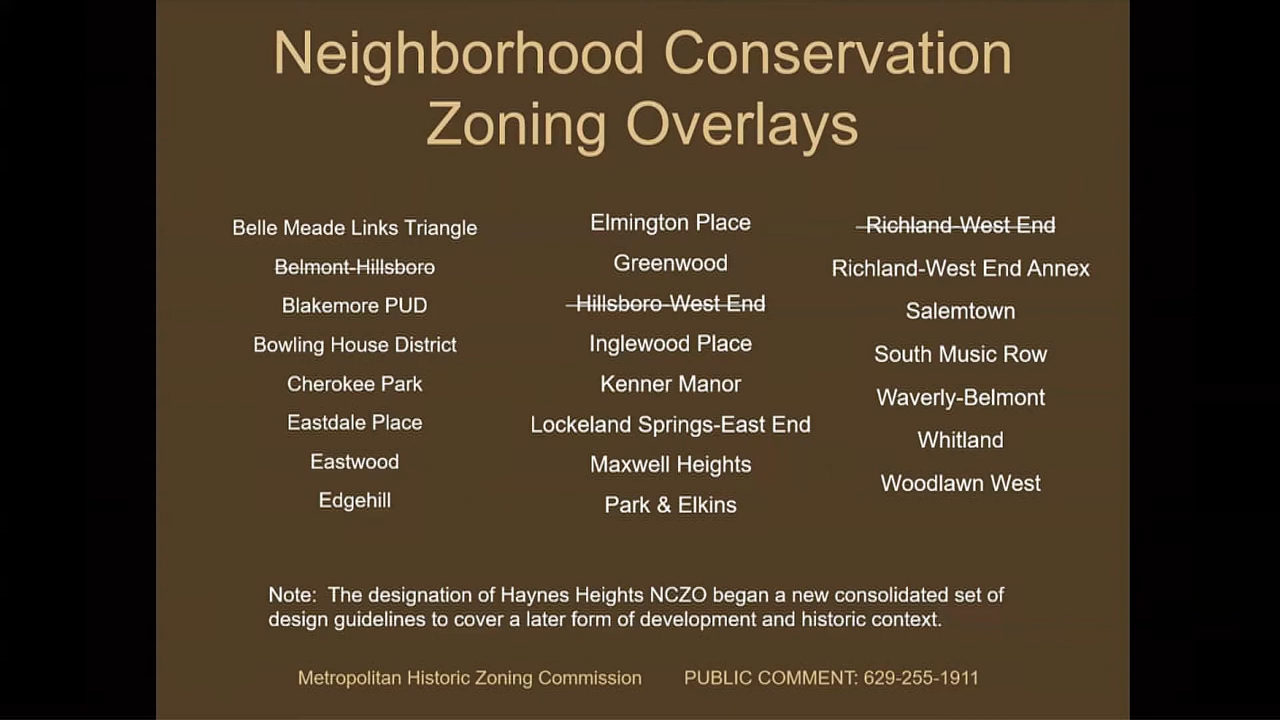 Neighborhood Conservation
Zoning Overlays
Belle Meade Links Triangle
Belmont-Hillsboro
Blakemore PUD
Bowling House District
Cherokee Park
Eastdale Place
Eastwood
Edgehill
Elmington Place
Greenwood
Hillsboro-West End
Inglewood Place
Kenner Manor
Lockeland Springs-East End
Maxwell Heights
Park & Elkins
Richland-West End
Richland-West End Annex
Salemtown
South Music Row
Waverly-Belmont
Whitland
Woodlawn West
Note: The designation of Haynes Heights NCZO began a new consolidated set of
design guidelines to cover a later form of development and historic context.
Metropolitan Historic Zoning Commission PUBLIC COMMENT: 629-255-1911